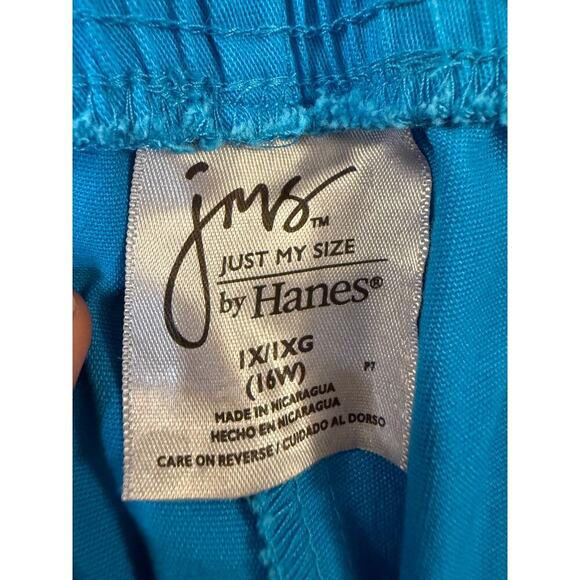 jms™
JUST MY SIZE
by Hanes®
1X/1XG
(16W)
P7
MADE IN NICARAGUA
HECHO EN NICARAGUA
CARE ON REVERSE / CUIDADO AL DORSO